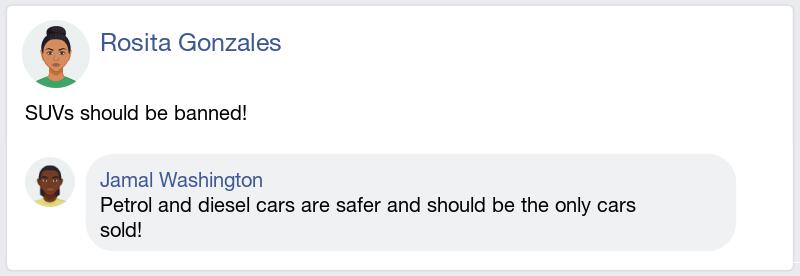 Rosita Gonzales
SUVs should be banned!
Jamal Washington
Petrol and diesel cars are safer and should be the only cars
sold!